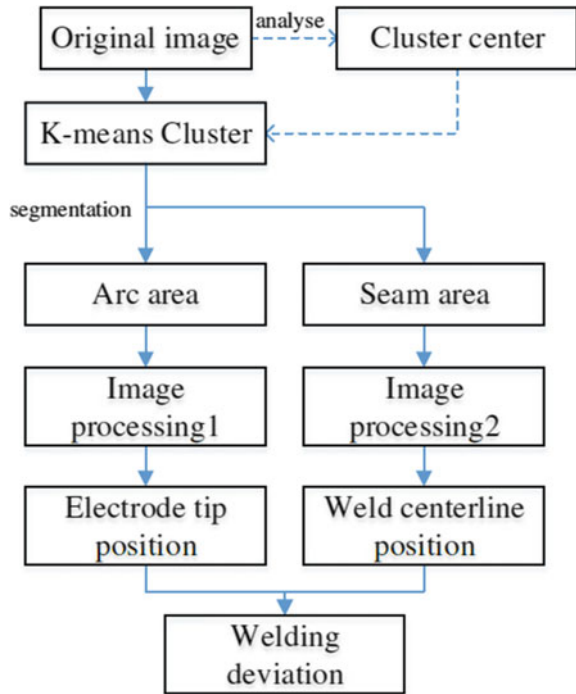 Original image
analyse
Cluster center
K-means Cluster
segmentation
Arc area
Seam area
Image
processing1
Image
processing2
Electrode tip
position
Weld centerline
position
Welding
deviation